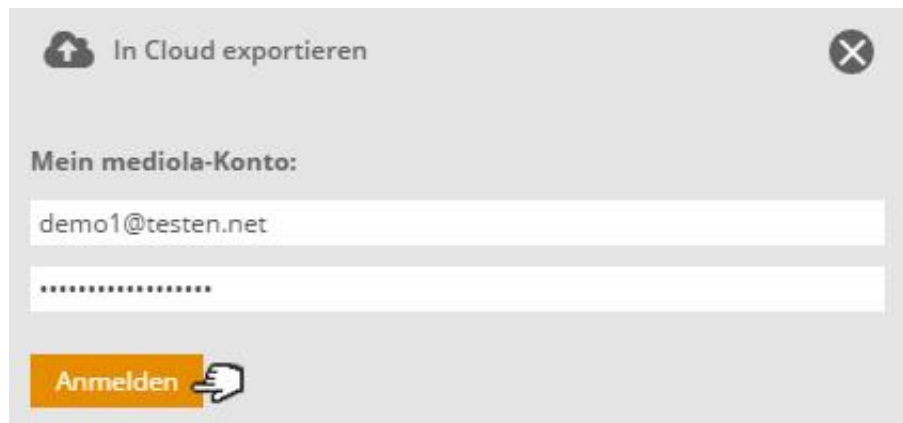 In Cloud exportieren
Mein mediola-Konto:
demo1@testen.net
••••••••••••••••••
Anmelden